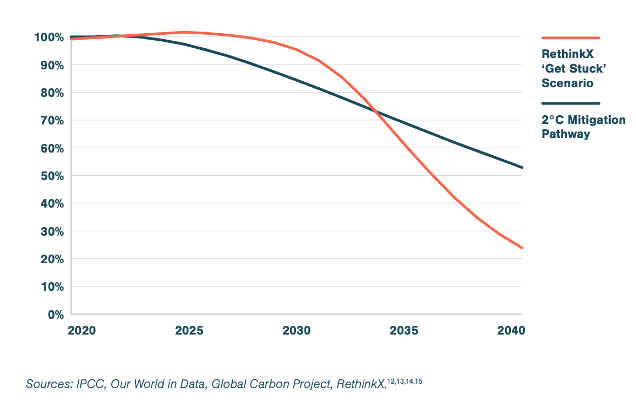 100%
90%
80%
70%
60%
50%
40%
30%
20%
10%
0%
2020 2025 2030 2035 2040
RethinkX
‘Get Stuck’
Scenario
2°C Mitigation
Pathway
Sources: IPCC, Our World in Data, Global Carbon Project, RethinkX.12,13,14,15